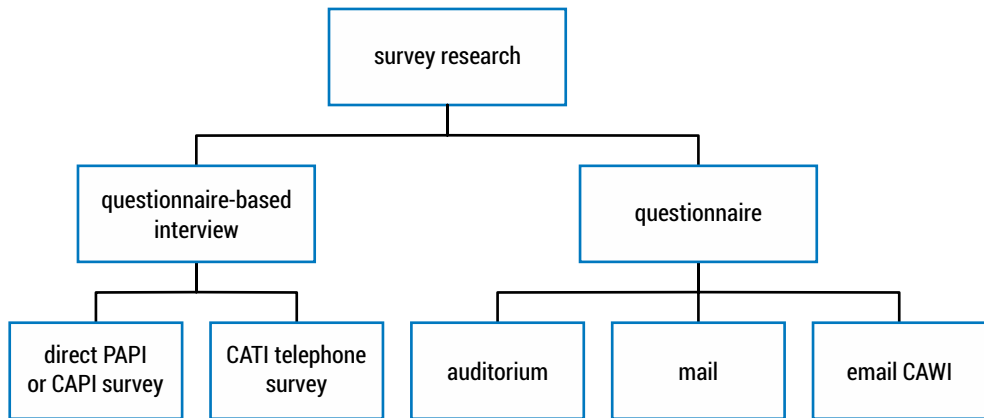 survey research
questionnaire-based
interview
questionnaire
direct PAPI
or CAPI survey
CATI telephone
survey
auditorium
mail
email CAWI